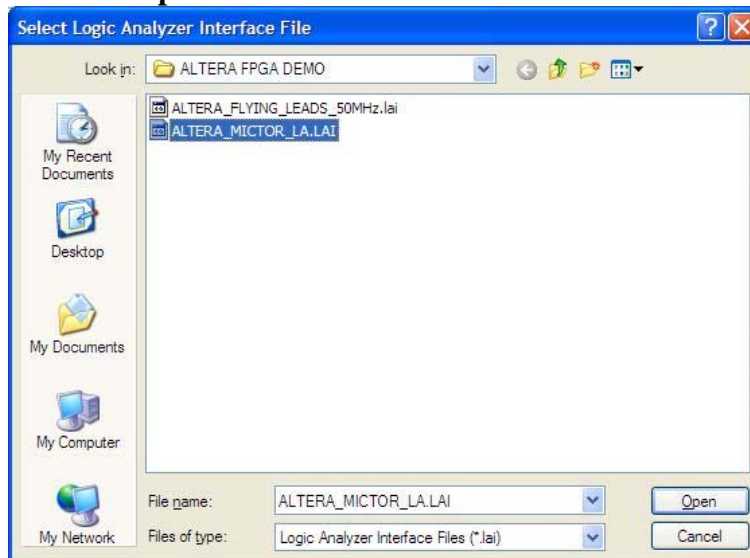 Select Logic Analyzer Interface File
Look in: ALTERA FPGA DEMO
ALTERA_FLYING_LEADS_50MHz.lai
ALTERA_MICTOR_LA.LAI
My Recent
Documents
Desktop
My Documents
My Computer
My Network
File name: ALTERA_MICTOR_LA.LAI Open
Files of type: Logic Analyzer Interface Files (*.lai) Cancel